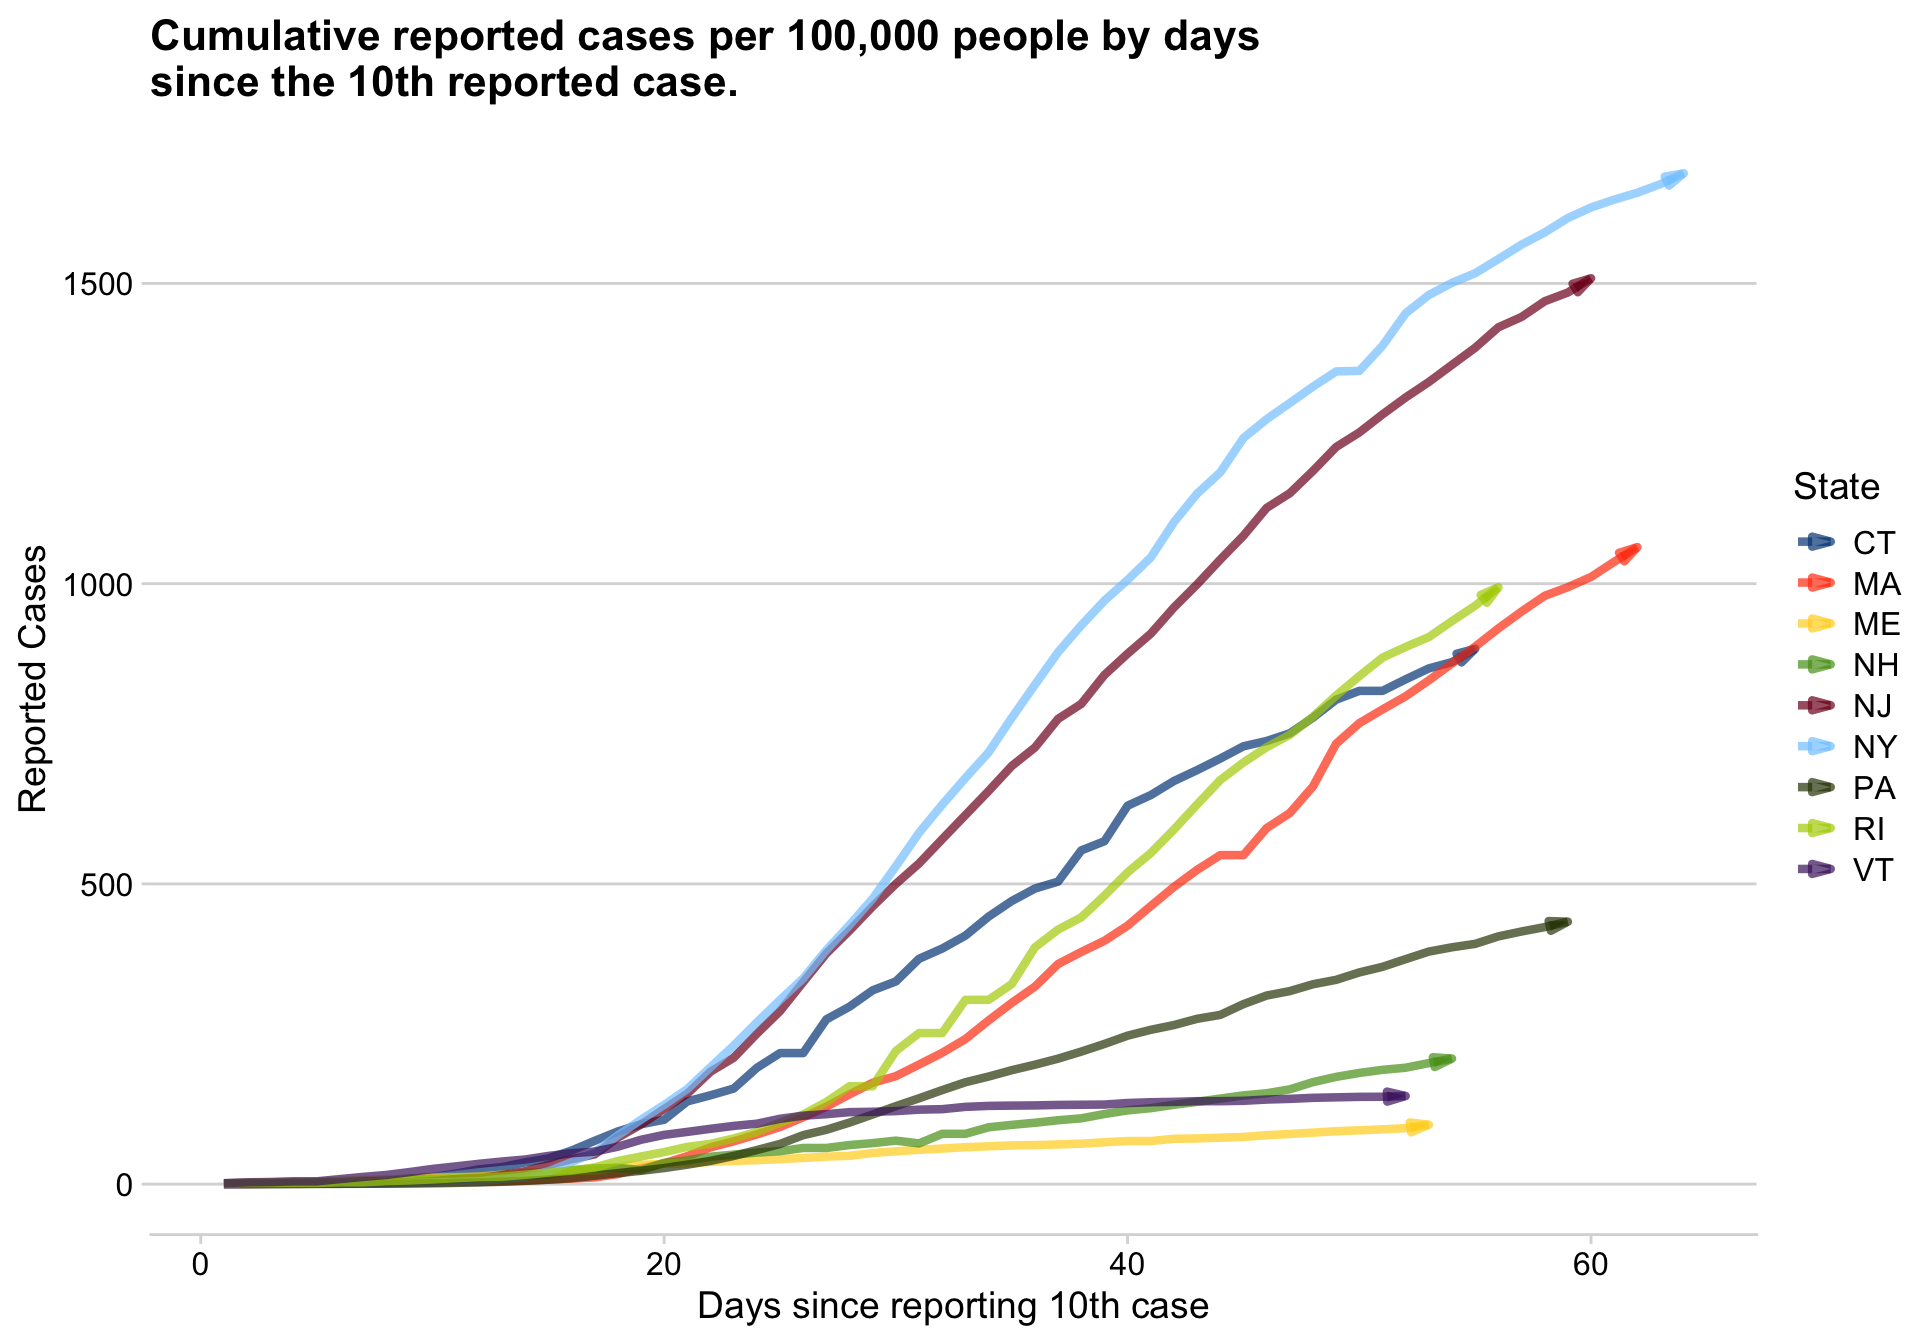 Cumulative reported cases per 100,000 people by days
since the 10th reported case.
1500
1000
500
0
Reported Cases
0 20 40 60
Days since reporting 10th case
State
CT
MA
ME
NH
NJ
NY
PA
RI
VT